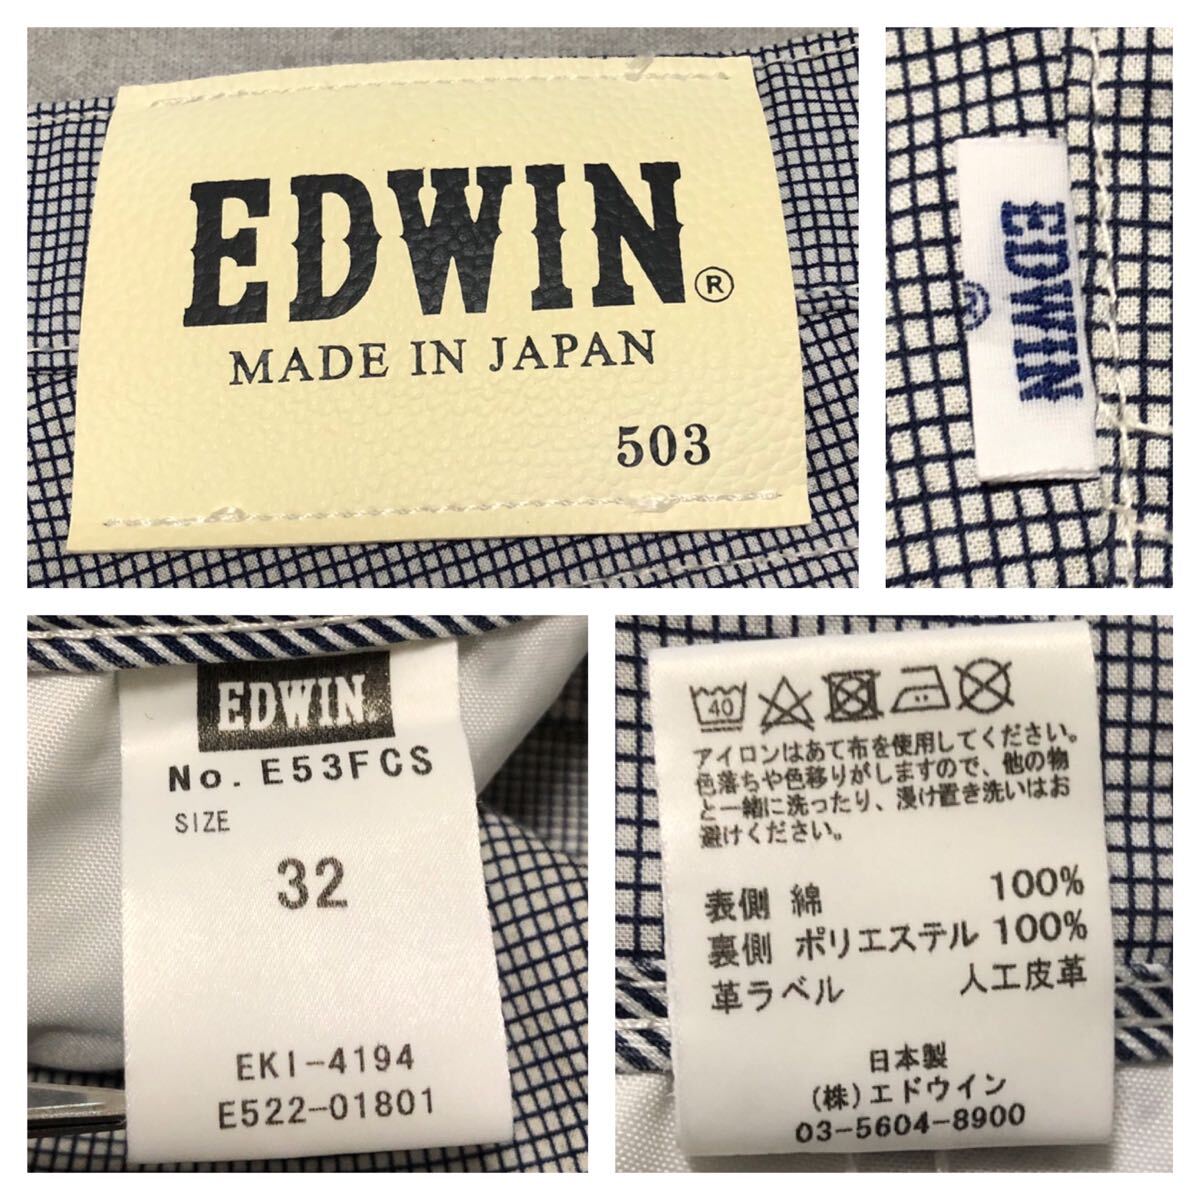 EDWIN®
MADE IN JAPAN
503
EDWIN
®
EDWIN.
No. E53FCS
SIZE
32
EKI-4194
E522-01801
40
アイロンはあて布を使用してください。
色落ちや色移りがしますので、他の物
と一緒に洗ったり、浸け置き洗いはお
避けください。
表側 綿 100%
裏側 ポリエステル 100%
革ラベル 人工皮革
日本製
(株)エドウイン
03-5604-8900